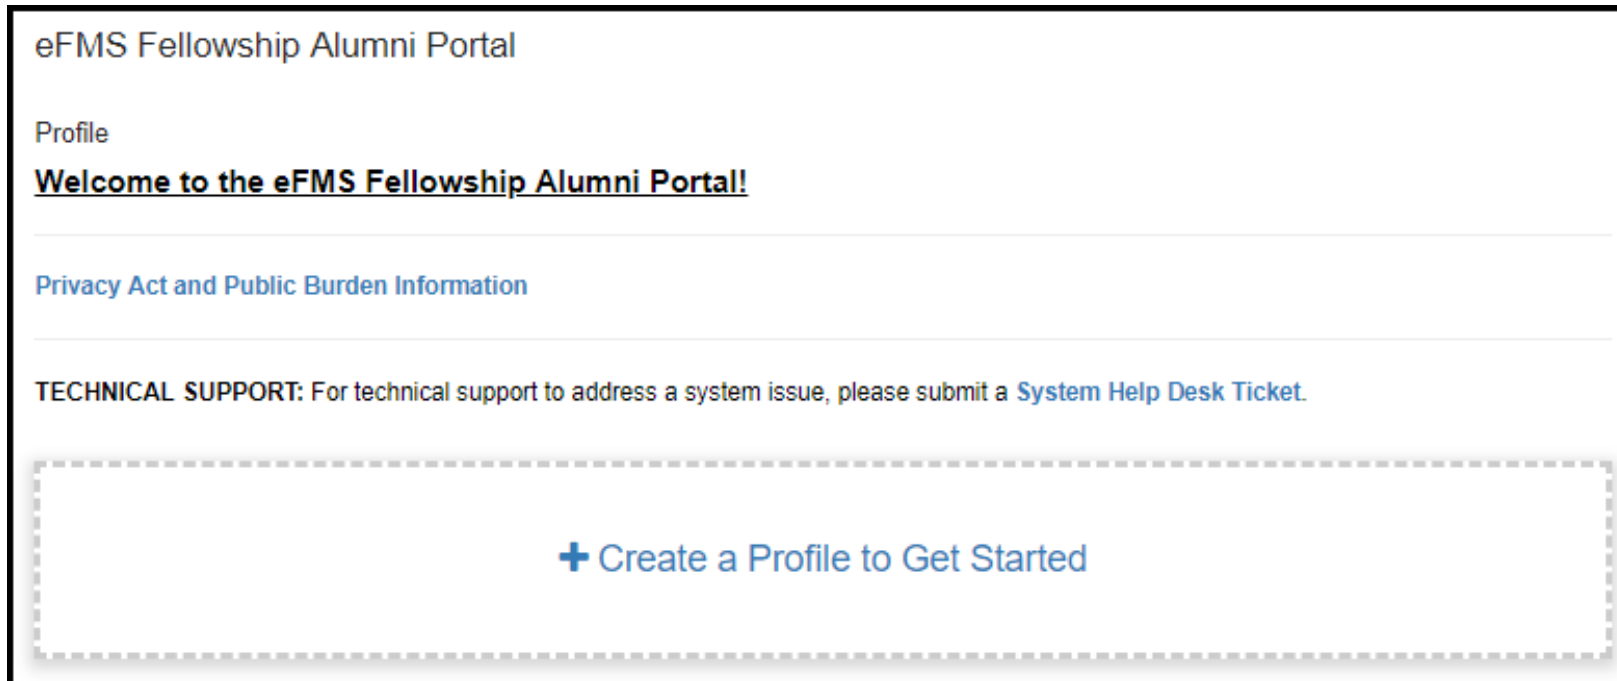 eFMS Fellowship Alumni Portal
Profile
Welcome to the eFMS Fellowship Alumni Portal!
Privacy Act and Public Burden Information
TECHNICAL SUPPORT: For technical support to address a system issue, please submit a System Help Desk Ticket.
+ Create a Profile to Get Started